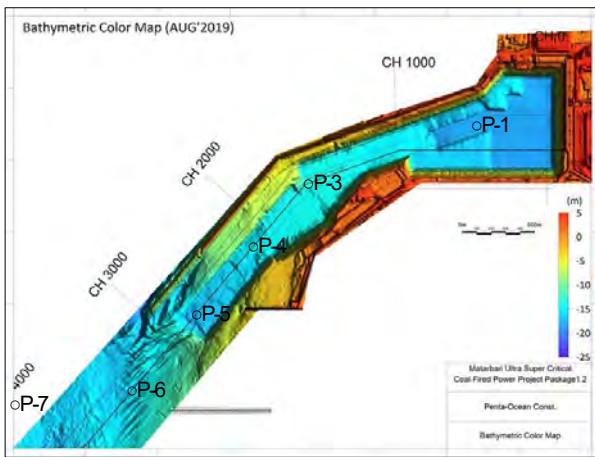 Bathymetric Color Map (AUG'2019)
CH 0
CH 1000
P-1
CH 2000
P-3
P-4
CH 3000
P-5
P-6
4000
P-7
(m)
5
0
-5
-10
-15
-20
-25
Matarbari Ultra Super Critical
Coal-Fired Power Project Package1.2
Penta-Ocean Const.
Bathymetric Color Map